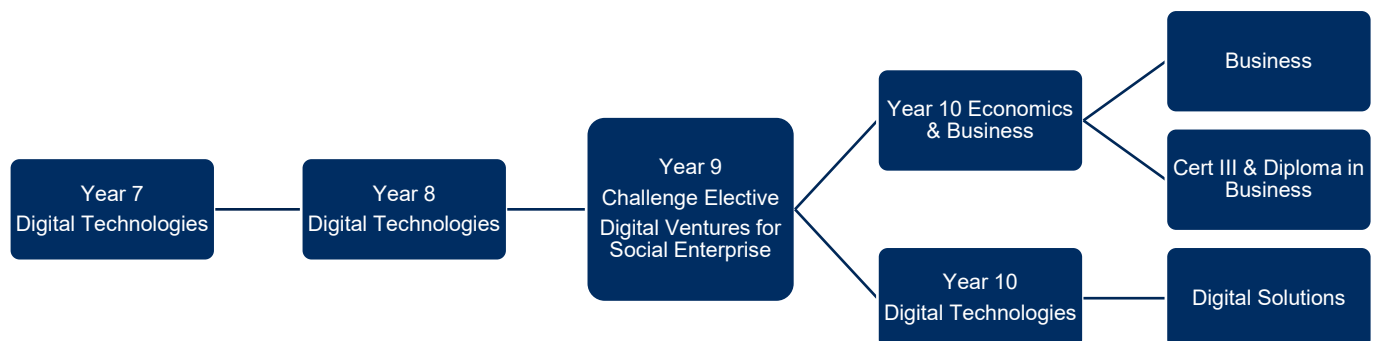 Year 7
Digital Technologies
Year 8
Digital Technologies
Year 9
Challenge Elective
Digital Ventures for
Social Enterprise
Year 10 Economics
& Business
Business
Cert III & Diploma in
Business
Year 10
Digital Technologies
Digital Solutions